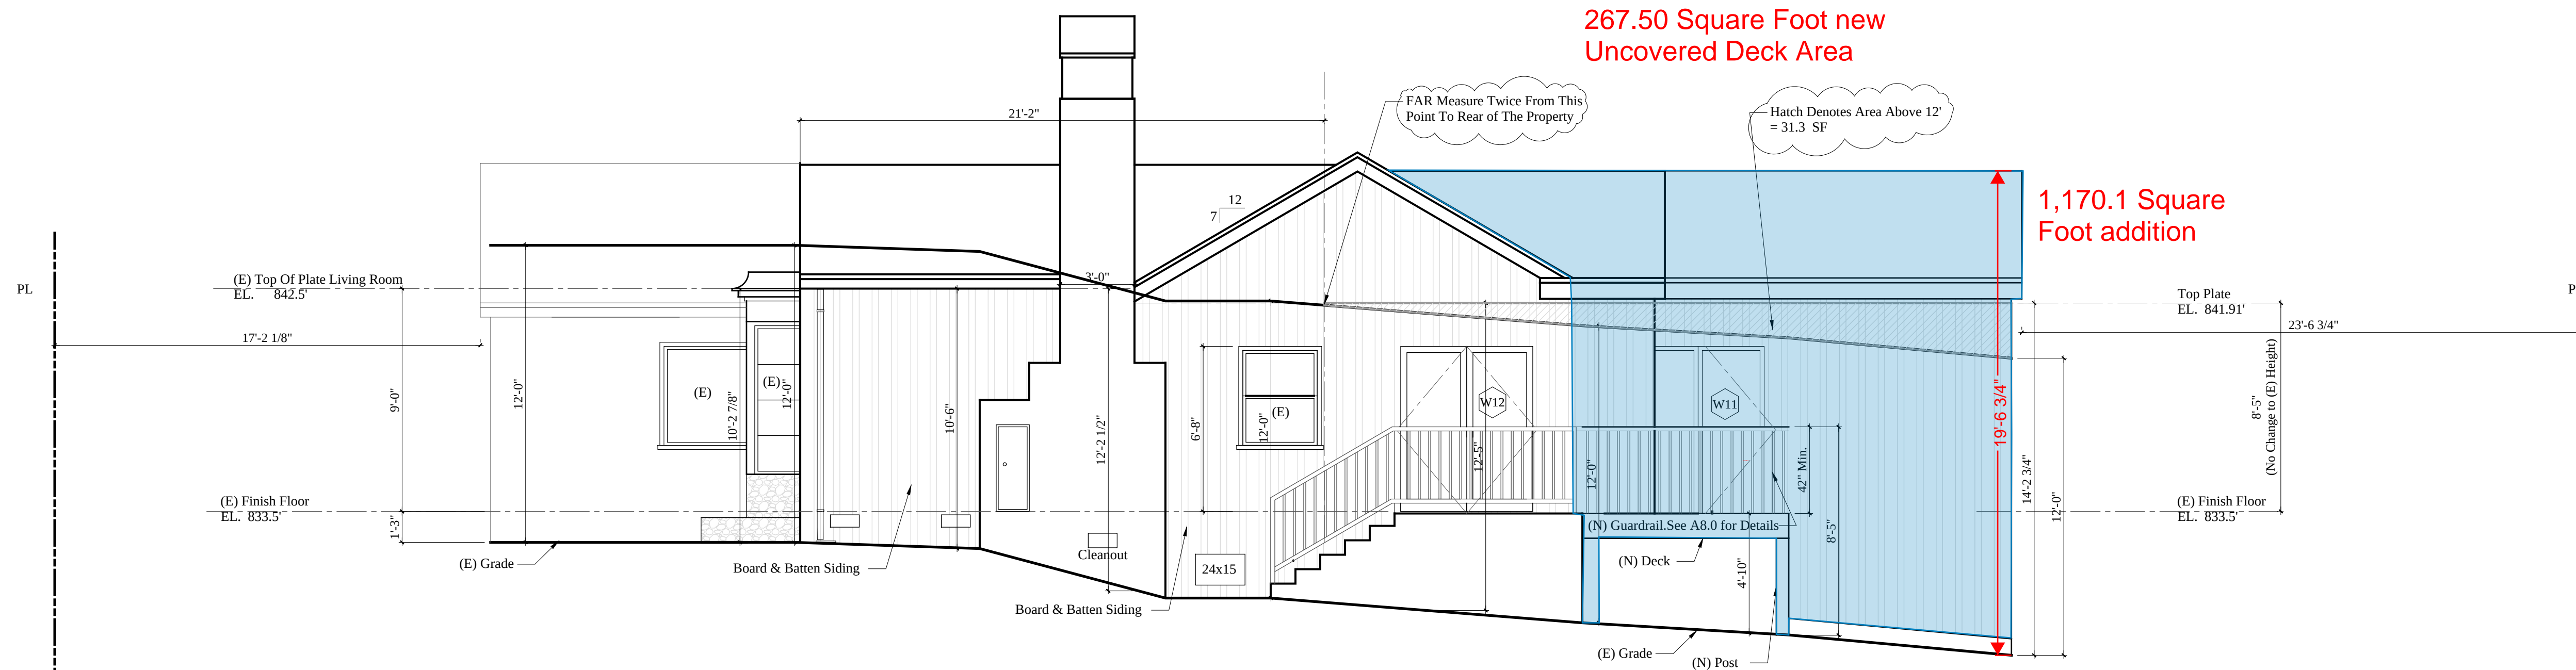 267.50 Square Foot new
Uncovered Deck Area
FAR Measure Twice From This
Point To Rear of The Property
Hatch Denotes Area Above 12'
= 31.3 SF
21'-2"
12
7
1,170.1 Square
Foot addition
PL
(E) Top Of Plate Living Room
EL. 842.5'
3'-0"
Top Plate
EL. 841.91'
P
17'-2 1/8"
23'-6 3/4"
9'-0"
12'-0"
(E)
10'-2 7/8"
(E)
12'-0"
10'-6"
12'-2 1/2"
6'-8"
12'-0"
(E)
12'-5"
W12
12'-0"
W11
42" Min.
8'-5"
19'-6 3/4"
14'-2 3/4"
12'-0"
8'-5"
(No Change to (E) Height)
(E) Finish Floor
EL. 833.5'
1'-3"
(N) Guardrail.See A8.0 for Details
(E) Finish Floor
EL. 833.5'
(E) Grade
Board & Batten Siding
Cleanout
24x15
(N) Deck
4'-10"
Board & Batten Siding
(E) Grade
(N) Post